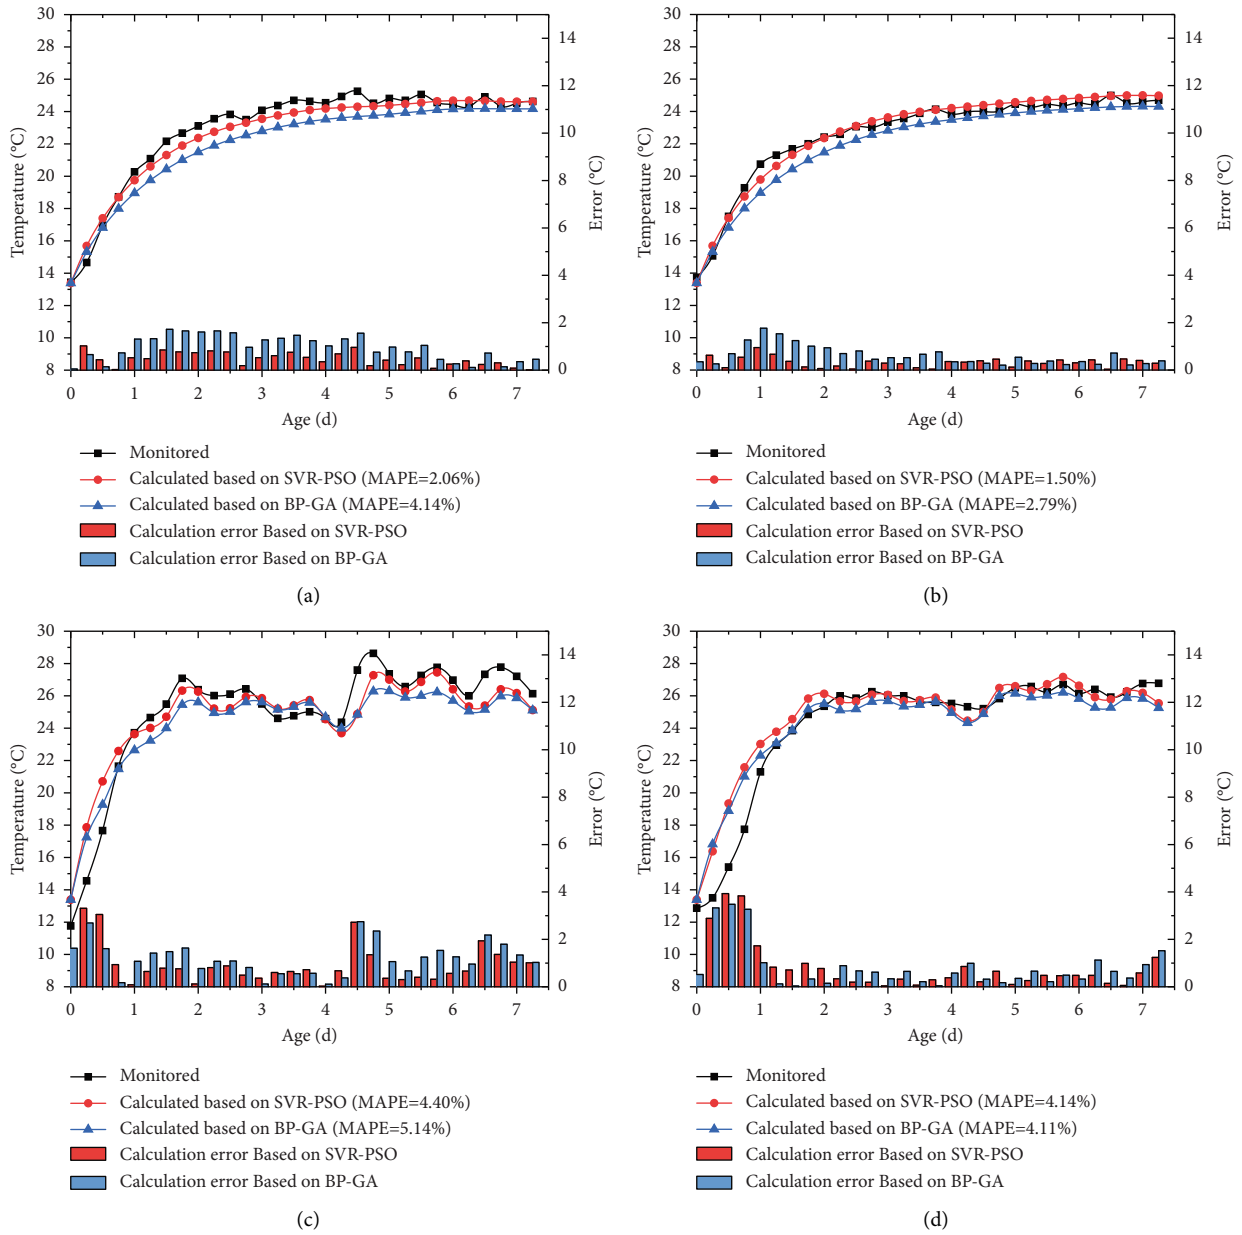 30
28
26
24
22
20
18
16
14
12
10
8
Temperature (°C)
0 1 2 3 4 5 6 7
Age (d)
14
12
10
8
6
4
2
0
Error (°C)
Monitored
Calculated based on SVR-PSO (MAPE=2.06%)
Calculated based on BP-GA (MAPE=4.14%)
Calculation error Based on SVR-PSO
Calculation error Based on BP-GA
(a)
30
28
26
24
22
20
18
16
14
12
10
8
Temperature (°C)
0 1 2 3 4 5 6 7
Age (d)
14
12
10
8
6
4
2
0
Error (°C)
Monitored
Calculated based on SVR-PSO (MAPE=1.50%)
Calculated based on BP-GA (MAPE=2.79%)
Calculation error Based on SVR-PSO
Calculation error Based on BP-GA
(b)
30
28
26
24
22
20
18
16
14
12
10
8
Temperature (°C)
0 1 2 3 4 5 6 7
Age (d)
14
12
10
8
6
4
2
0
Error (°C)
Monitored
Calculated based on SVR-PSO (MAPE=4.40%)
Calculated based on BP-GA (MAPE=5.14%)
Calculation error Based on SVR-PSO
Calculation error Based on BP-GA
(c)
30
28
26
24
22
20
18
16
14
12
10
8
Temperature (°C)
0 1 2 3 4 5 6 7
Age (d)
14
12
10
8
6
4
2
0
Error (°C)
Monitored
Calculated based on SVR-PSO (MAPE=4.14%)
Calculated based on BP-GA (MAPE=4.11%)
Calculation error Based on SVR-PSO
Calculation error Based on BP-GA
(d)